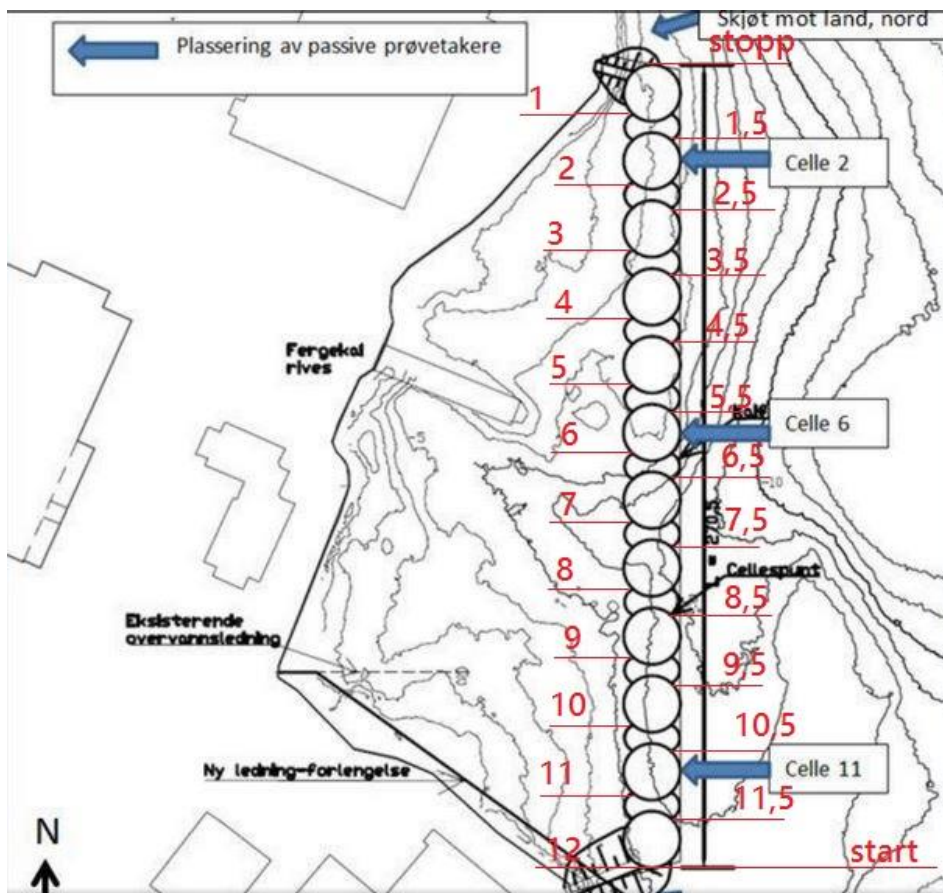 Skjøt mot land, nord
Plassering av passive prøvetakere
stopp
1
1,5
Celle 2
2
2,5
3
3,5
4
4,5
Fergekai
rives
5
5,5
Celle 6
6
6,5
-5
-10
7
7,5
8
Cellespunt
8,5
Eksisterende
overvannsledning
9
9,5
10
10,5
Ny ledning-forlengelse
11
Celle 11
11,5
N
12
start